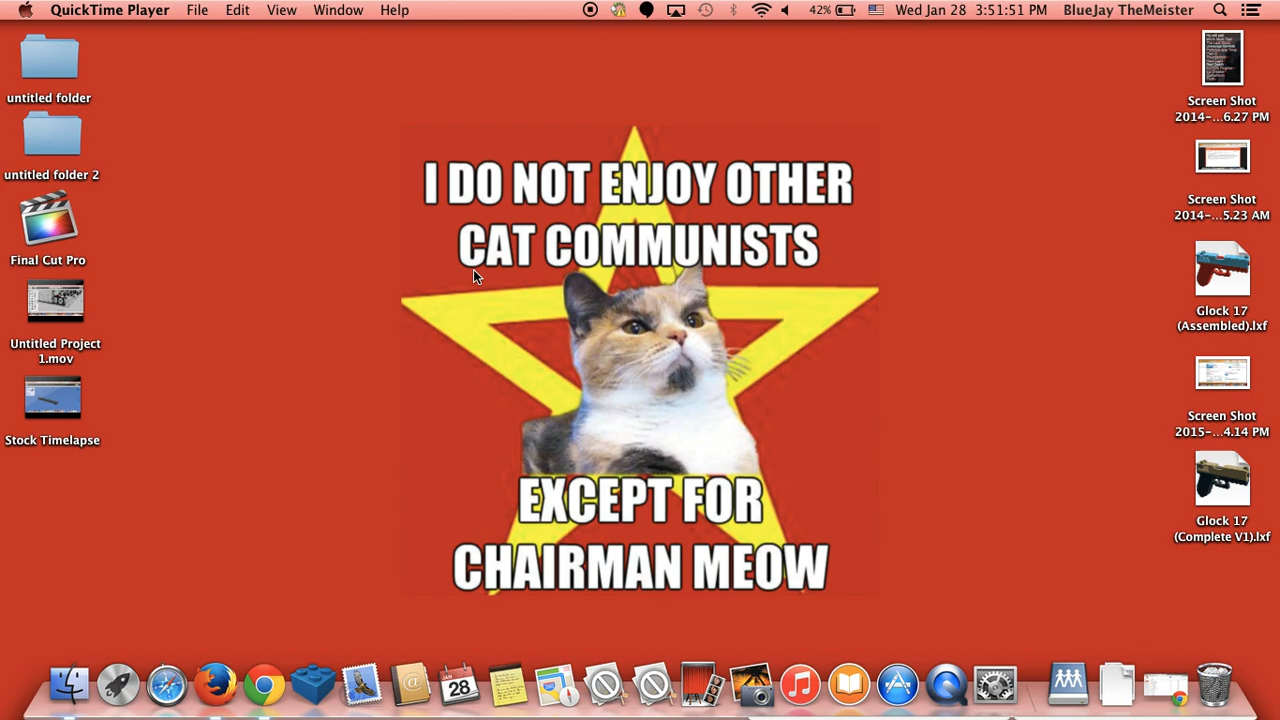 QuickTime Player File Edit View Window Help 42% Wed Jan 28 3:51:51 PM BlueJay TheMeister
untitled folder
untitled folder 2
Final Cut Pro
Untitled Project
1.mov
Stock Timelapse
I DO NOT ENJOY OTHER
CAT COMMUNISTS
EXCEPT FOR
CHAIRMAN MEOW
Screen Shot
2014-...6.27 PM
Screen Shot
2014-...5.23 AM
Glock 17
(Assembled).lxf
Screen Shot
2015-...4.14 PM
Glock 17
(Complete V1).lxf
JAN
28